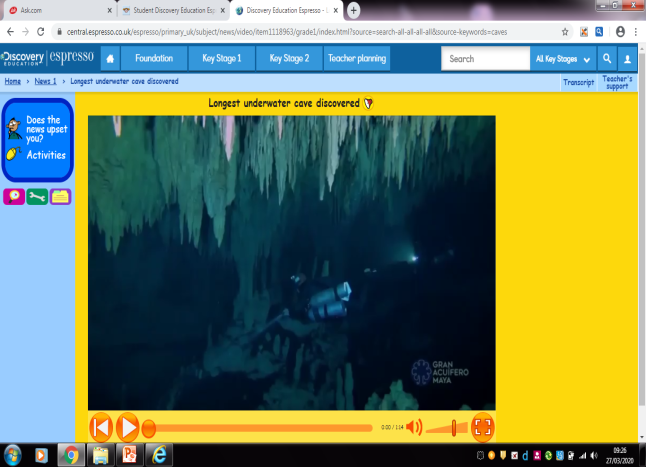 Ask.com
Student Discovery Education Esp
Discovery Education Espresso - L
centralespresso.co.uk/espresso/primary_uk/subject/news/video/item1118963/grade1/index.html?source=search-all-all-all-all&source-keywords=caves
Discovery EDUCATION espresso
Foundation
Key Stage 1
Key Stage 2
Teacher planning
Search
All Key Stages
Home > News 1 > Longest underwater cave discovered
Transcript
Teacher's support
Does the
news upset
you?
Activities
Longest underwater cave discovered
GRAN
ACUÍFERO
MAYA
0:00 / 1:14
09:26
27/03/2020